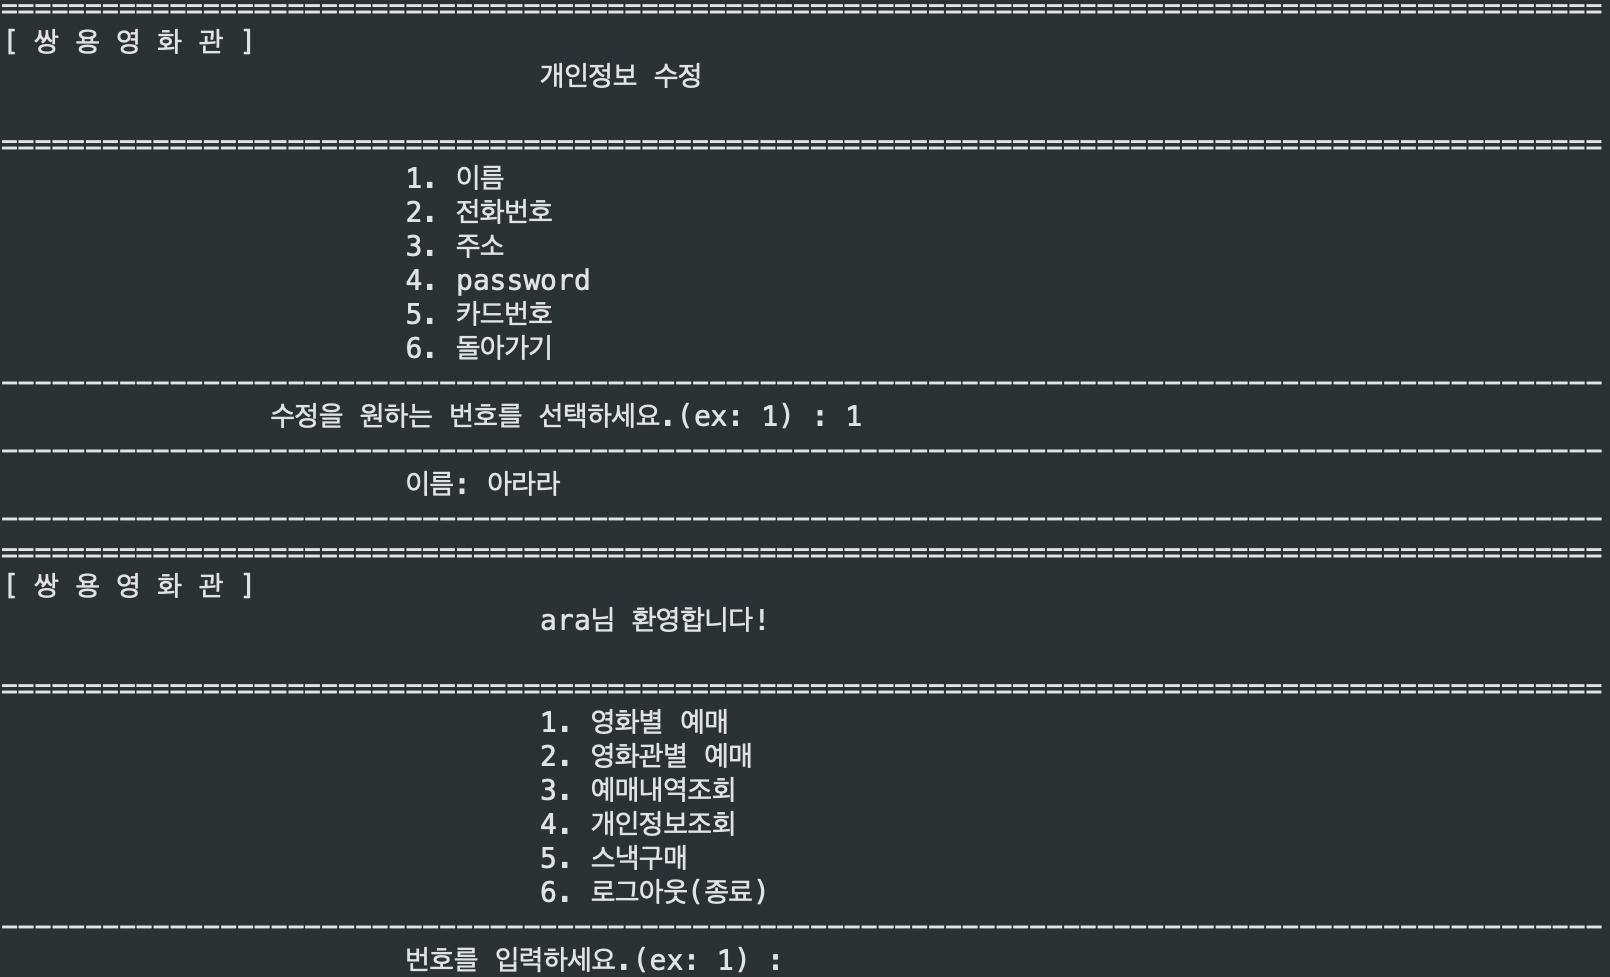 ====================================================================================================
[ 쌍 용 영 화 관 ]
개인정보 수정
====================================================================================================
1. 이름
2. 전화번호
3. 주소
4. password
5. 카드번호
6. 돌아가기
----------------------------------------------------------------------------------------------------
수정을 원하는 번호를 선택하세요.(ex: 1) : 1
----------------------------------------------------------------------------------------------------
이름: 아라라
----------------------------------------------------------------------------------------------------
====================================================================================================
[ 쌍 용 영 화 관 ]
ara님 환영합니다!
====================================================================================================
1. 영화별 예매
2. 영화관별 예매
3. 예매내역조회
4. 개인정보조회
5. 스낵구매
6. 로그아웃(종료)
----------------------------------------------------------------------------------------------------
번호를 입력하세요.(ex: 1) :